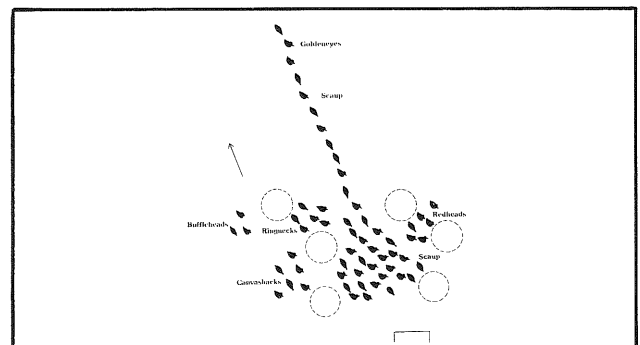 Goldeneyes
Scaup
Buffleheads
Ringnecks
Redheads
Scaup
Canvasbacks